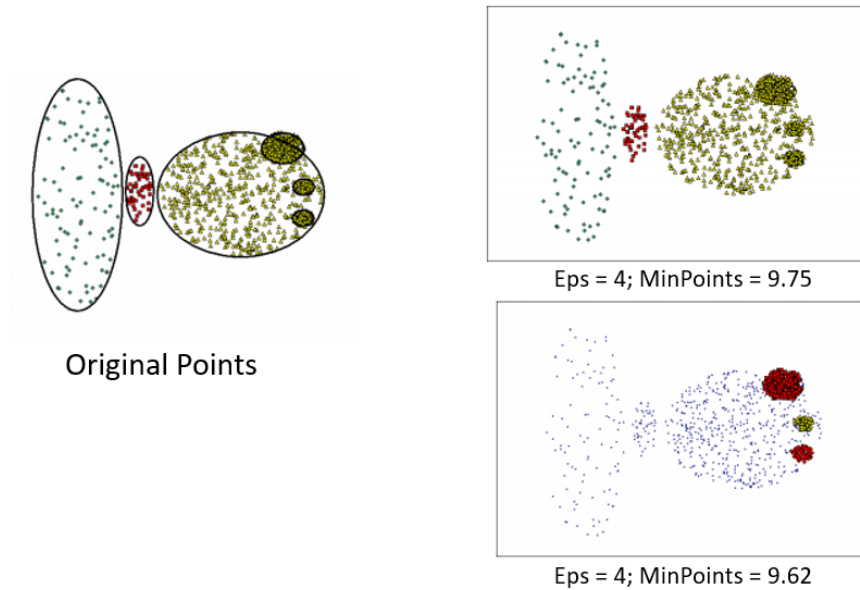 Original Points
Eps = 4; MinPoints = 9.75
Eps = 4; MinPoints = 9.62